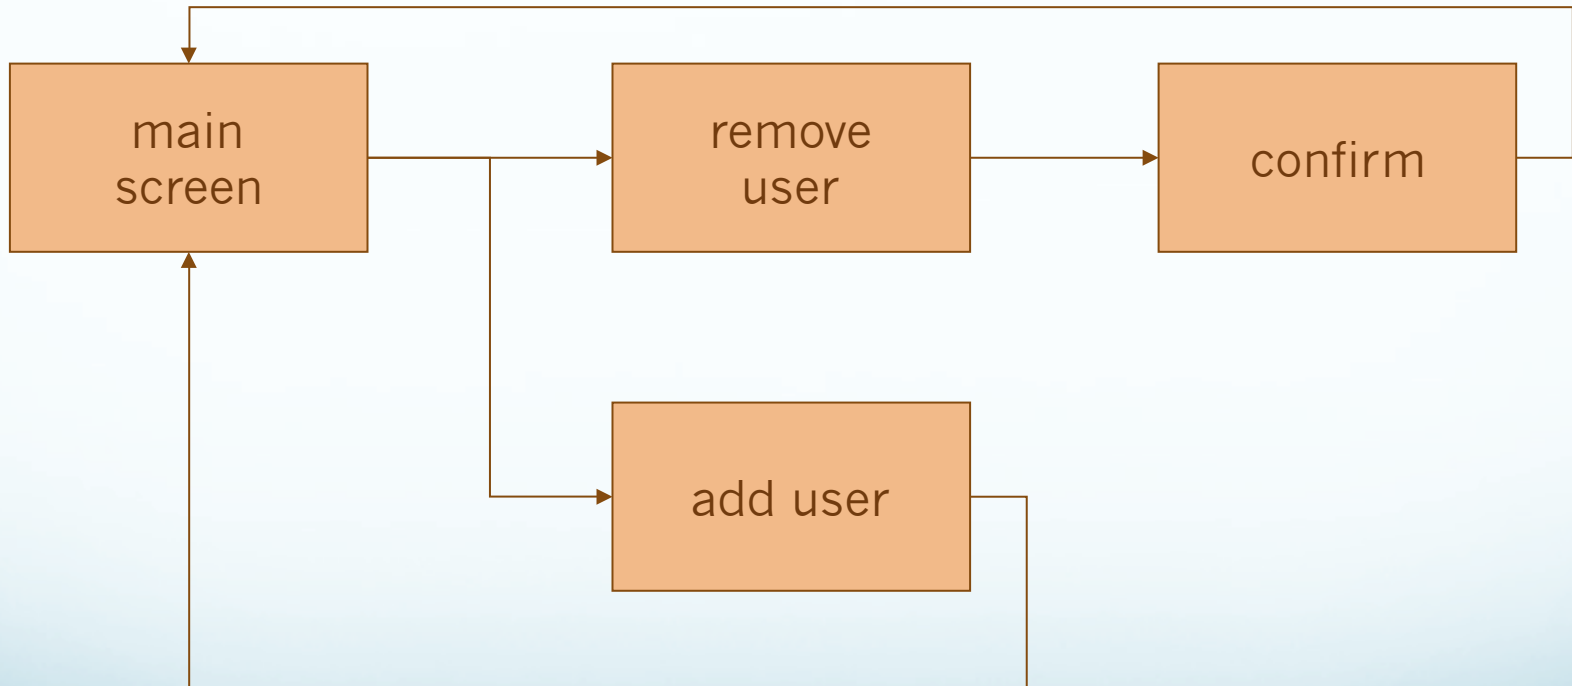 main
screen
remove
user
confirm
add user